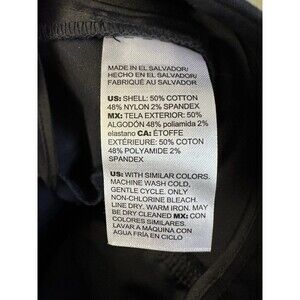 MADE IN EL SALVADOR/
HECHO EN EL SALVADOR/
FABRIQUÉ AU SALVADOR
US: SHELL: 50% COTTON
48% NYLON 2% SPANDEX
MX: TELA EXTERIOR: 50%
ALGODÓN 48% poliamida 2%
elastano CA: ÉTOFFE
EXTÉRIEURE: 50% COTON
48% POLYAMIDE 2%
SPANDEX
US: WITH SIMILAR COLORS.
MACHINE WASH COLD,
GENTLE CYCLE. ONLY
NON-CHLORINE BLEACH.
LINE DRY. WARM IRON. MAY
BE DRY CLEANED MX: CON
COLORES SIMILARES.
LAVAR A MÁQUINA CON
AGUA FRÍA EN CICLO